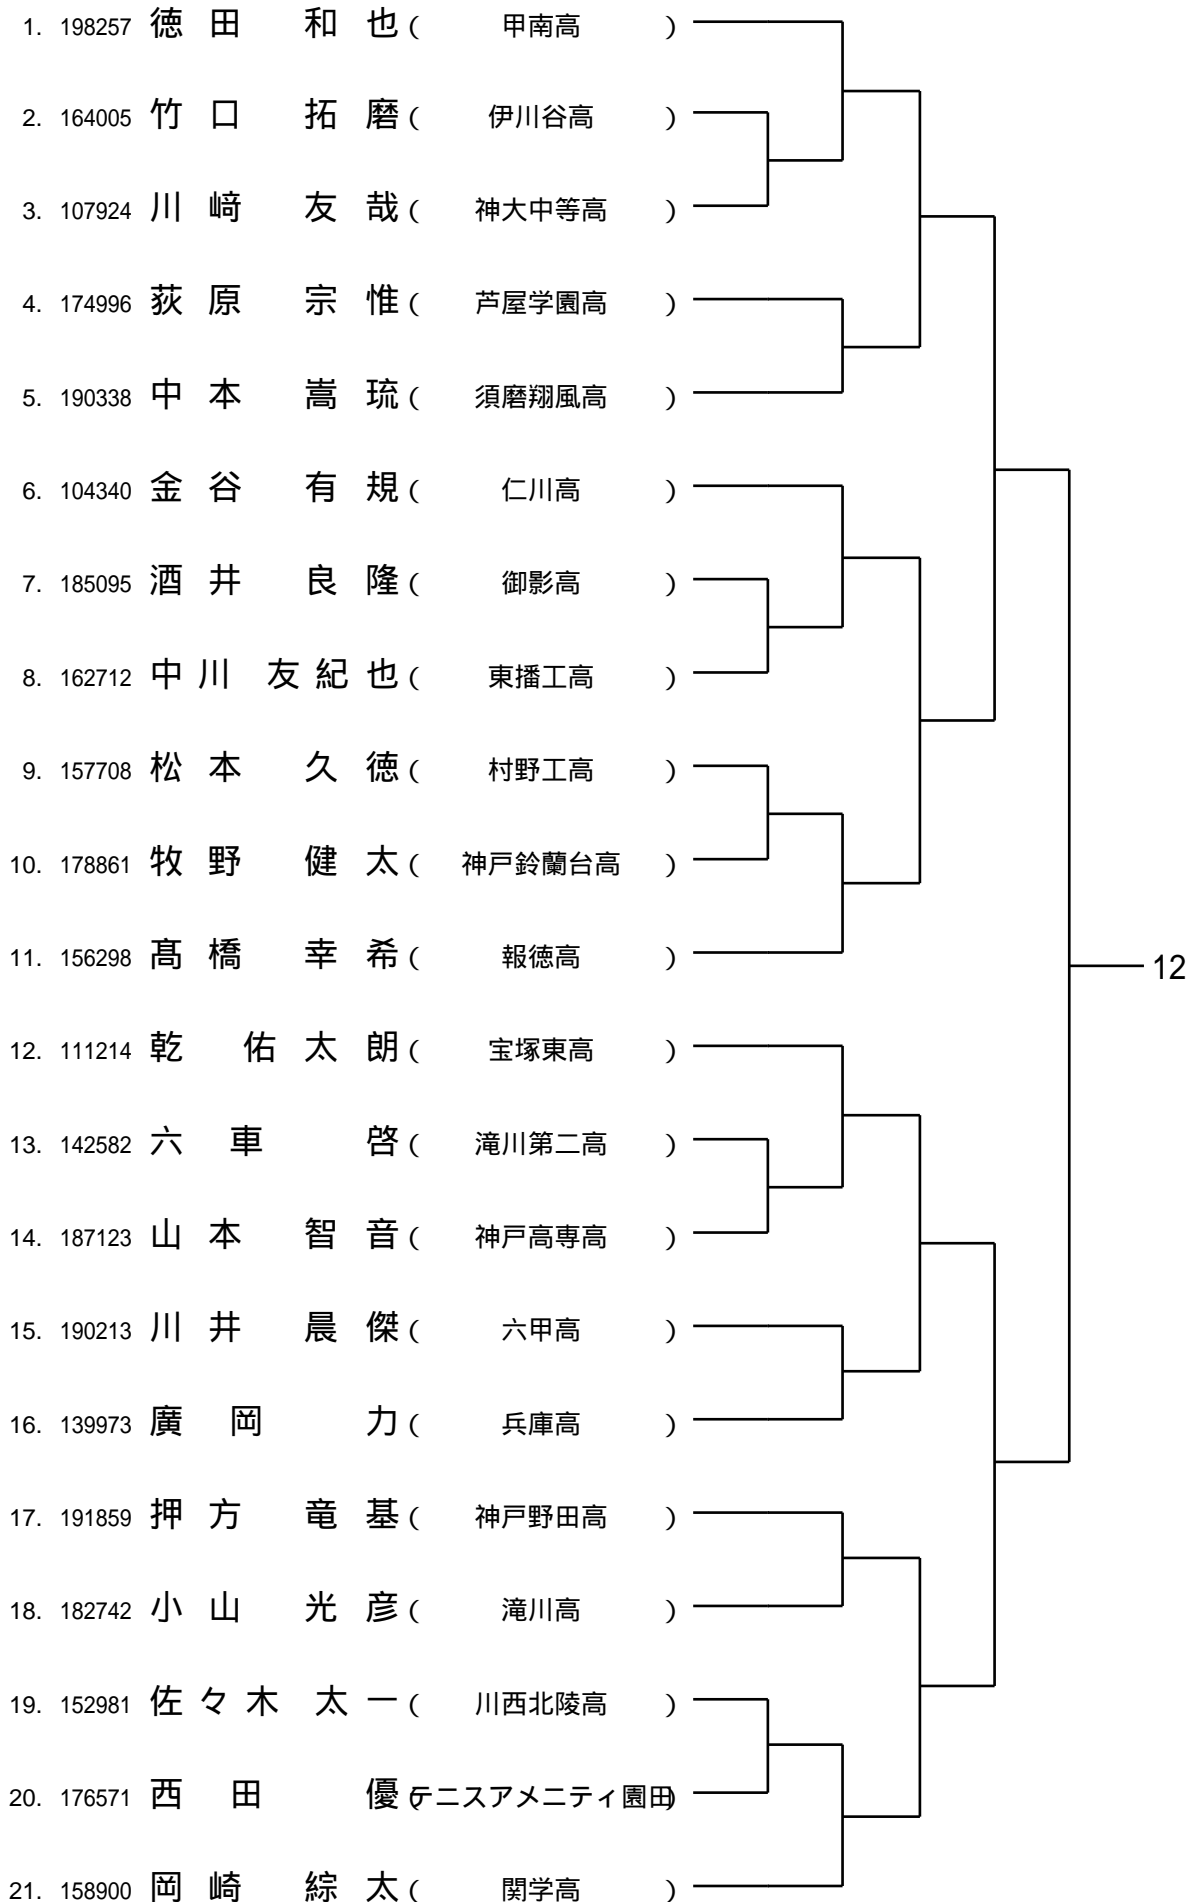 1. 198257 徳田 和也 ( 甲南高 )
2. 164005 竹口 拓磨 ( 伊川谷高 )
3. 107924 川﨑 友哉 ( 神大中等高 )
4. 174996 荻原 宗惟 ( 芦屋学園高 )
5. 190338 中本 嵩琉 ( 須磨翔風高 )
6. 104340 金谷 有規 ( 仁川高 )
7. 185095 酒井 良隆 ( 御影高 )
8. 162712 中川 友紀也 ( 東播工高 )
9. 157708 松本 久徳 ( 村野工高 )
10. 178861 牧野 健太 ( 神戸鈴蘭台高 )
11. 156298 髙橋 幸希 ( 報徳高 )
12
12. 111214 乾 佑太朗 ( 宝塚東高 )
13. 142582 六車 啓 ( 滝川第二高 )
14. 187123 山本 智音 ( 神戸高専高 )
15. 190213 川井 晨傑 ( 六甲高 )
16. 139973 廣岡 力 ( 兵庫高 )
17. 191859 押方 竜基 ( 神戸野田高 )
18. 182742 小山 光彦 ( 滝川高 )
19. 152981 佐々木 太一 ( 川西北陵高 )
20. 176571 西田 優 ( テニスアメニティ園田 )
21. 158900 岡崎 綜太 ( 関学高 )